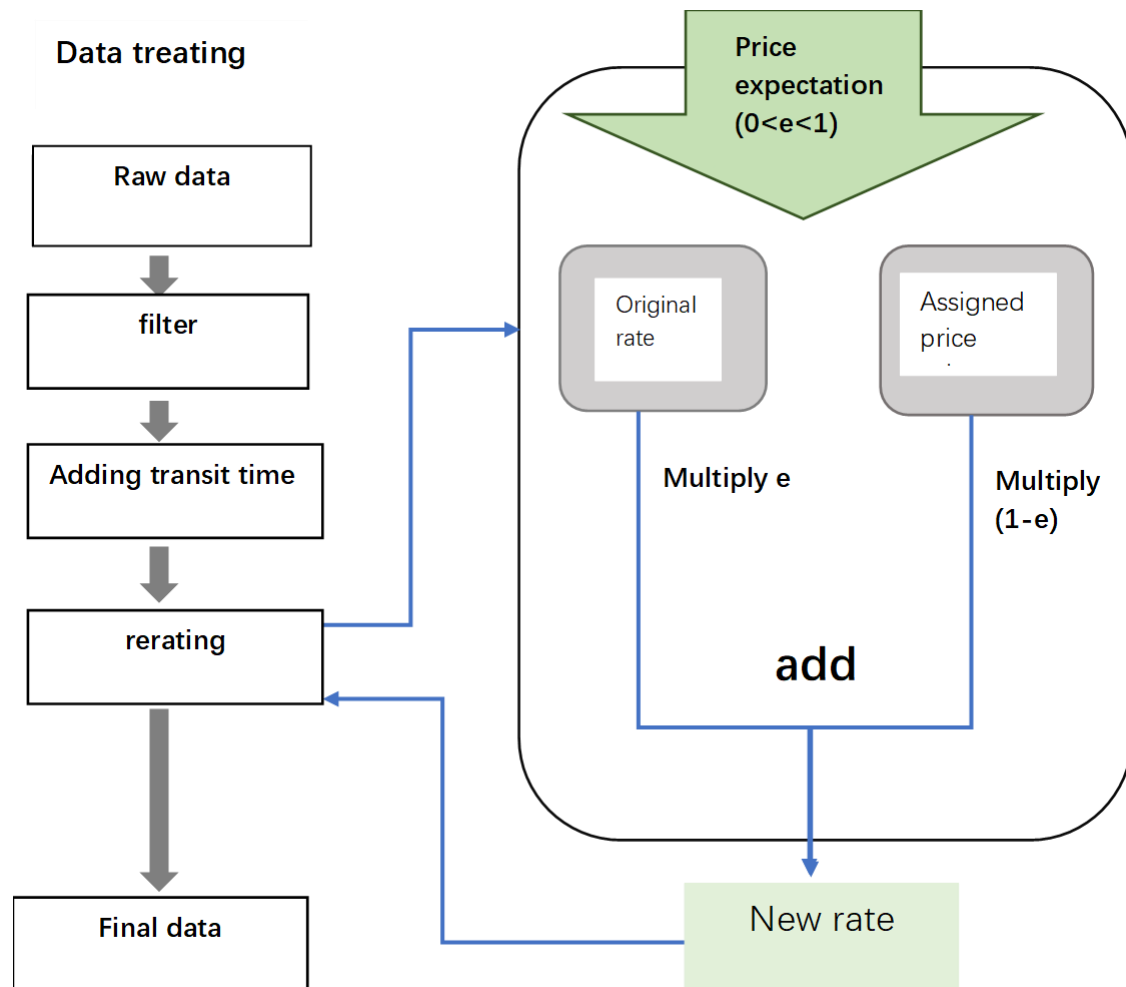 Data treating
Raw data
filter
Adding transit time
rerating
Final data
Price
expectation
(0<e<1)
Original
rate
Assigned
price
.
Multiply e
Multiply
(1-e)
add
New rate